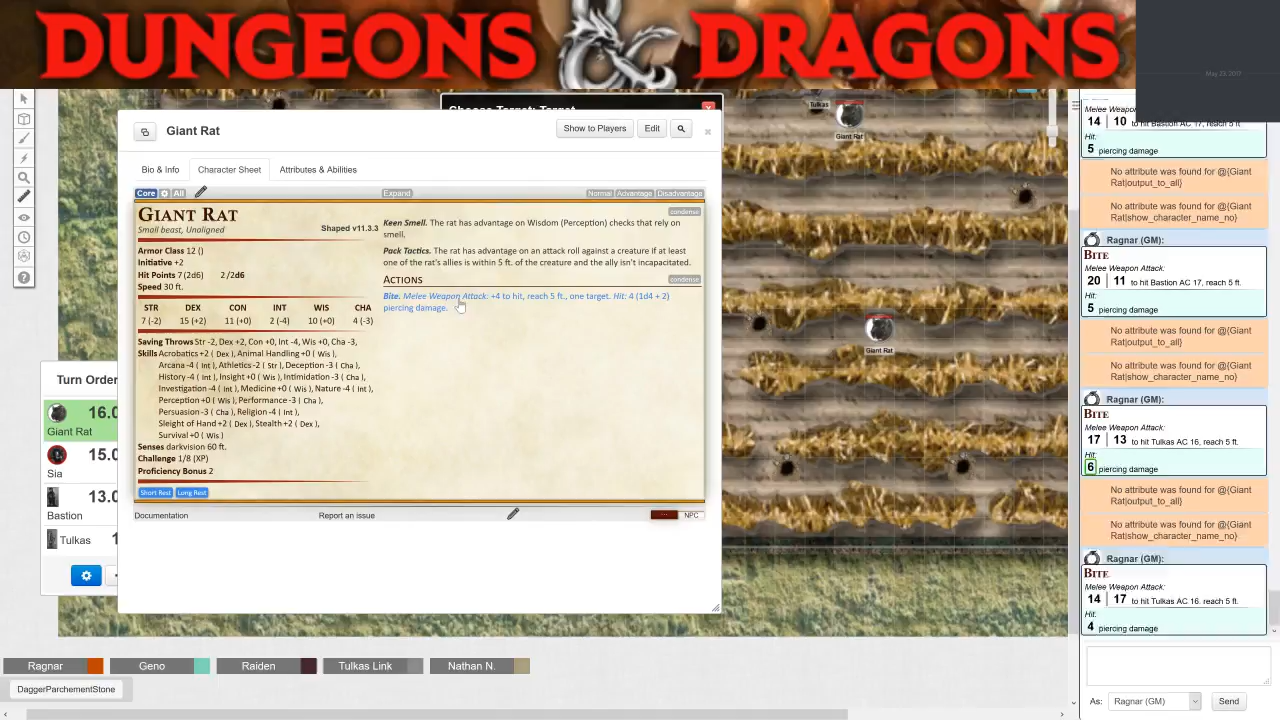 DUNGEONS & DRAGONS
May 23, 2017
Choose Target: Target
Giant Rat
Show to Players
Edit
Bio & Info
Character Sheet
Attributes & Abilities
Core
All
Expand
Normal
Advantage
Disadvantage
GIANT RAT
Small beast, Unaligned
Shaped v11.3.3
Armor Class 12 ()
Initiative +2
Hit Points 7 (2d6) 2 /2d6
Speed 30 ft.
STR DEX CON INT WIS CHA
7 (-2) 15 (+2) 11 (+0) 2 (-4) 10 (+0) 4 (-3)
Saving Throws Str -2, Dex +2, Con +0, Int -4, Wis +0, Cha -3,
Skills Acrobatics +2 ( Dex ), Animal Handling +0 ( Wis ),
Arcana -4 ( Int ), Athletics -2 ( Str ), Deception -3 ( Cha ),
History -4 ( Int ), Insight +0 ( Wis ), Intimidation -3 ( Cha ),
Investigation -4 ( Int ), Medicine +0 ( Wis ), Nature -4 ( Int ),
Perception +0 ( Wis ), Performance -3 ( Cha ),
Persuasion -3 ( Cha ), Religion -4 ( Int ),
Sleight of Hand +2 ( Dex ), Stealth +2 ( Dex ),
Survival +0 ( Wis )
Senses darkvision 60 ft.
Challenge 1/8 (XP)
Proficiency Bonus 2
Short Rest
Long Rest
condense
Keen Smell. The rat has advantage on Wisdom (Perception) checks that rely on
smell.
Pack Tactics. The rat has advantage on an attack roll against a creature if at least
one of the rat's allies is within 5 ft. of the creature and the ally isn't incapacitated.
ACTIONS
condense
Bite. Melee Weapon Attack: +4 to hit, reach 5 ft., one target. Hit: 4 (1d4 + 2)
piercing damage.
Documentation
Report an issue
NPC
Turn Order
16.0
Giant Rat
15.0
Sia
13.0
Bastion
Tulkas
Tulkas
Giant Rat
Giant Rat
Melee Weapon Attack:
14 | 10 to hit Bastion AC 17, reach 5 ft.
Hit:
5 piercing damage
No attribute was found for @{Giant
Rat|output_to_all}
No attribute was found for @{Giant
Rat|show_character_name_no}
Ragnar (GM):
BITE
Melee Weapon Attack:
20 | 11 to hit Bastion AC 17, reach 5 ft.
Hit:
5 piercing damage
No attribute was found for @{Giant
Rat|output_to_all}
No attribute was found for @{Giant
Rat|show_character_name_no}
Ragnar (GM):
BITE
Melee Weapon Attack:
17 | 13 to hit Tulkas AC 16, reach 5 ft.
Hit:
6 piercing damage
No attribute was found for @{Giant
Rat|output_to_all}
No attribute was found for @{Giant
Rat|show_character_name_no}
Ragnar (GM):
BITE
Melee Weapon Attack:
14 | 17 to hit Tulkas AC 16, reach 5 ft.
Hit:
4 piercing damage
As:
Ragnar (GM)
Send
Ragnar
Geno
Raiden
Tulkas Link
Nathan N.
DaggerParchementStone